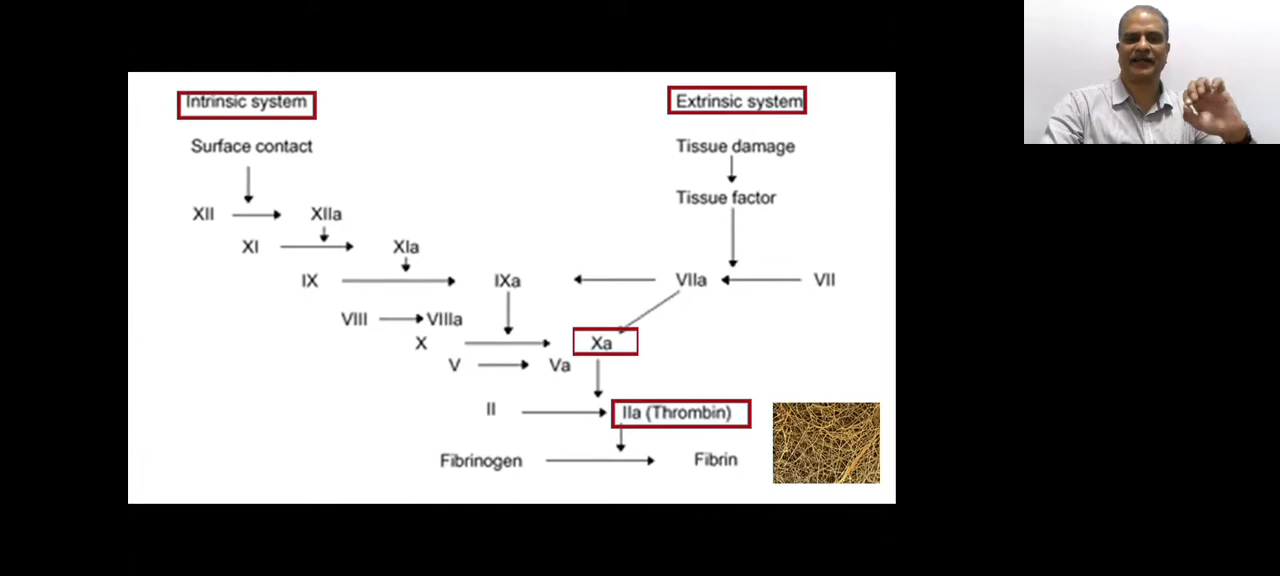 Intrinsic system
Extrinsic system
Surface contact
Tissue damage
Tissue factor
XII
XIIa
XI
XIa
IX
IXa
VIIa
VII
VIII
VIIIa
X
Xa
V
Va
II
IIa (Thrombin)
Fibrinogen
Fibrin